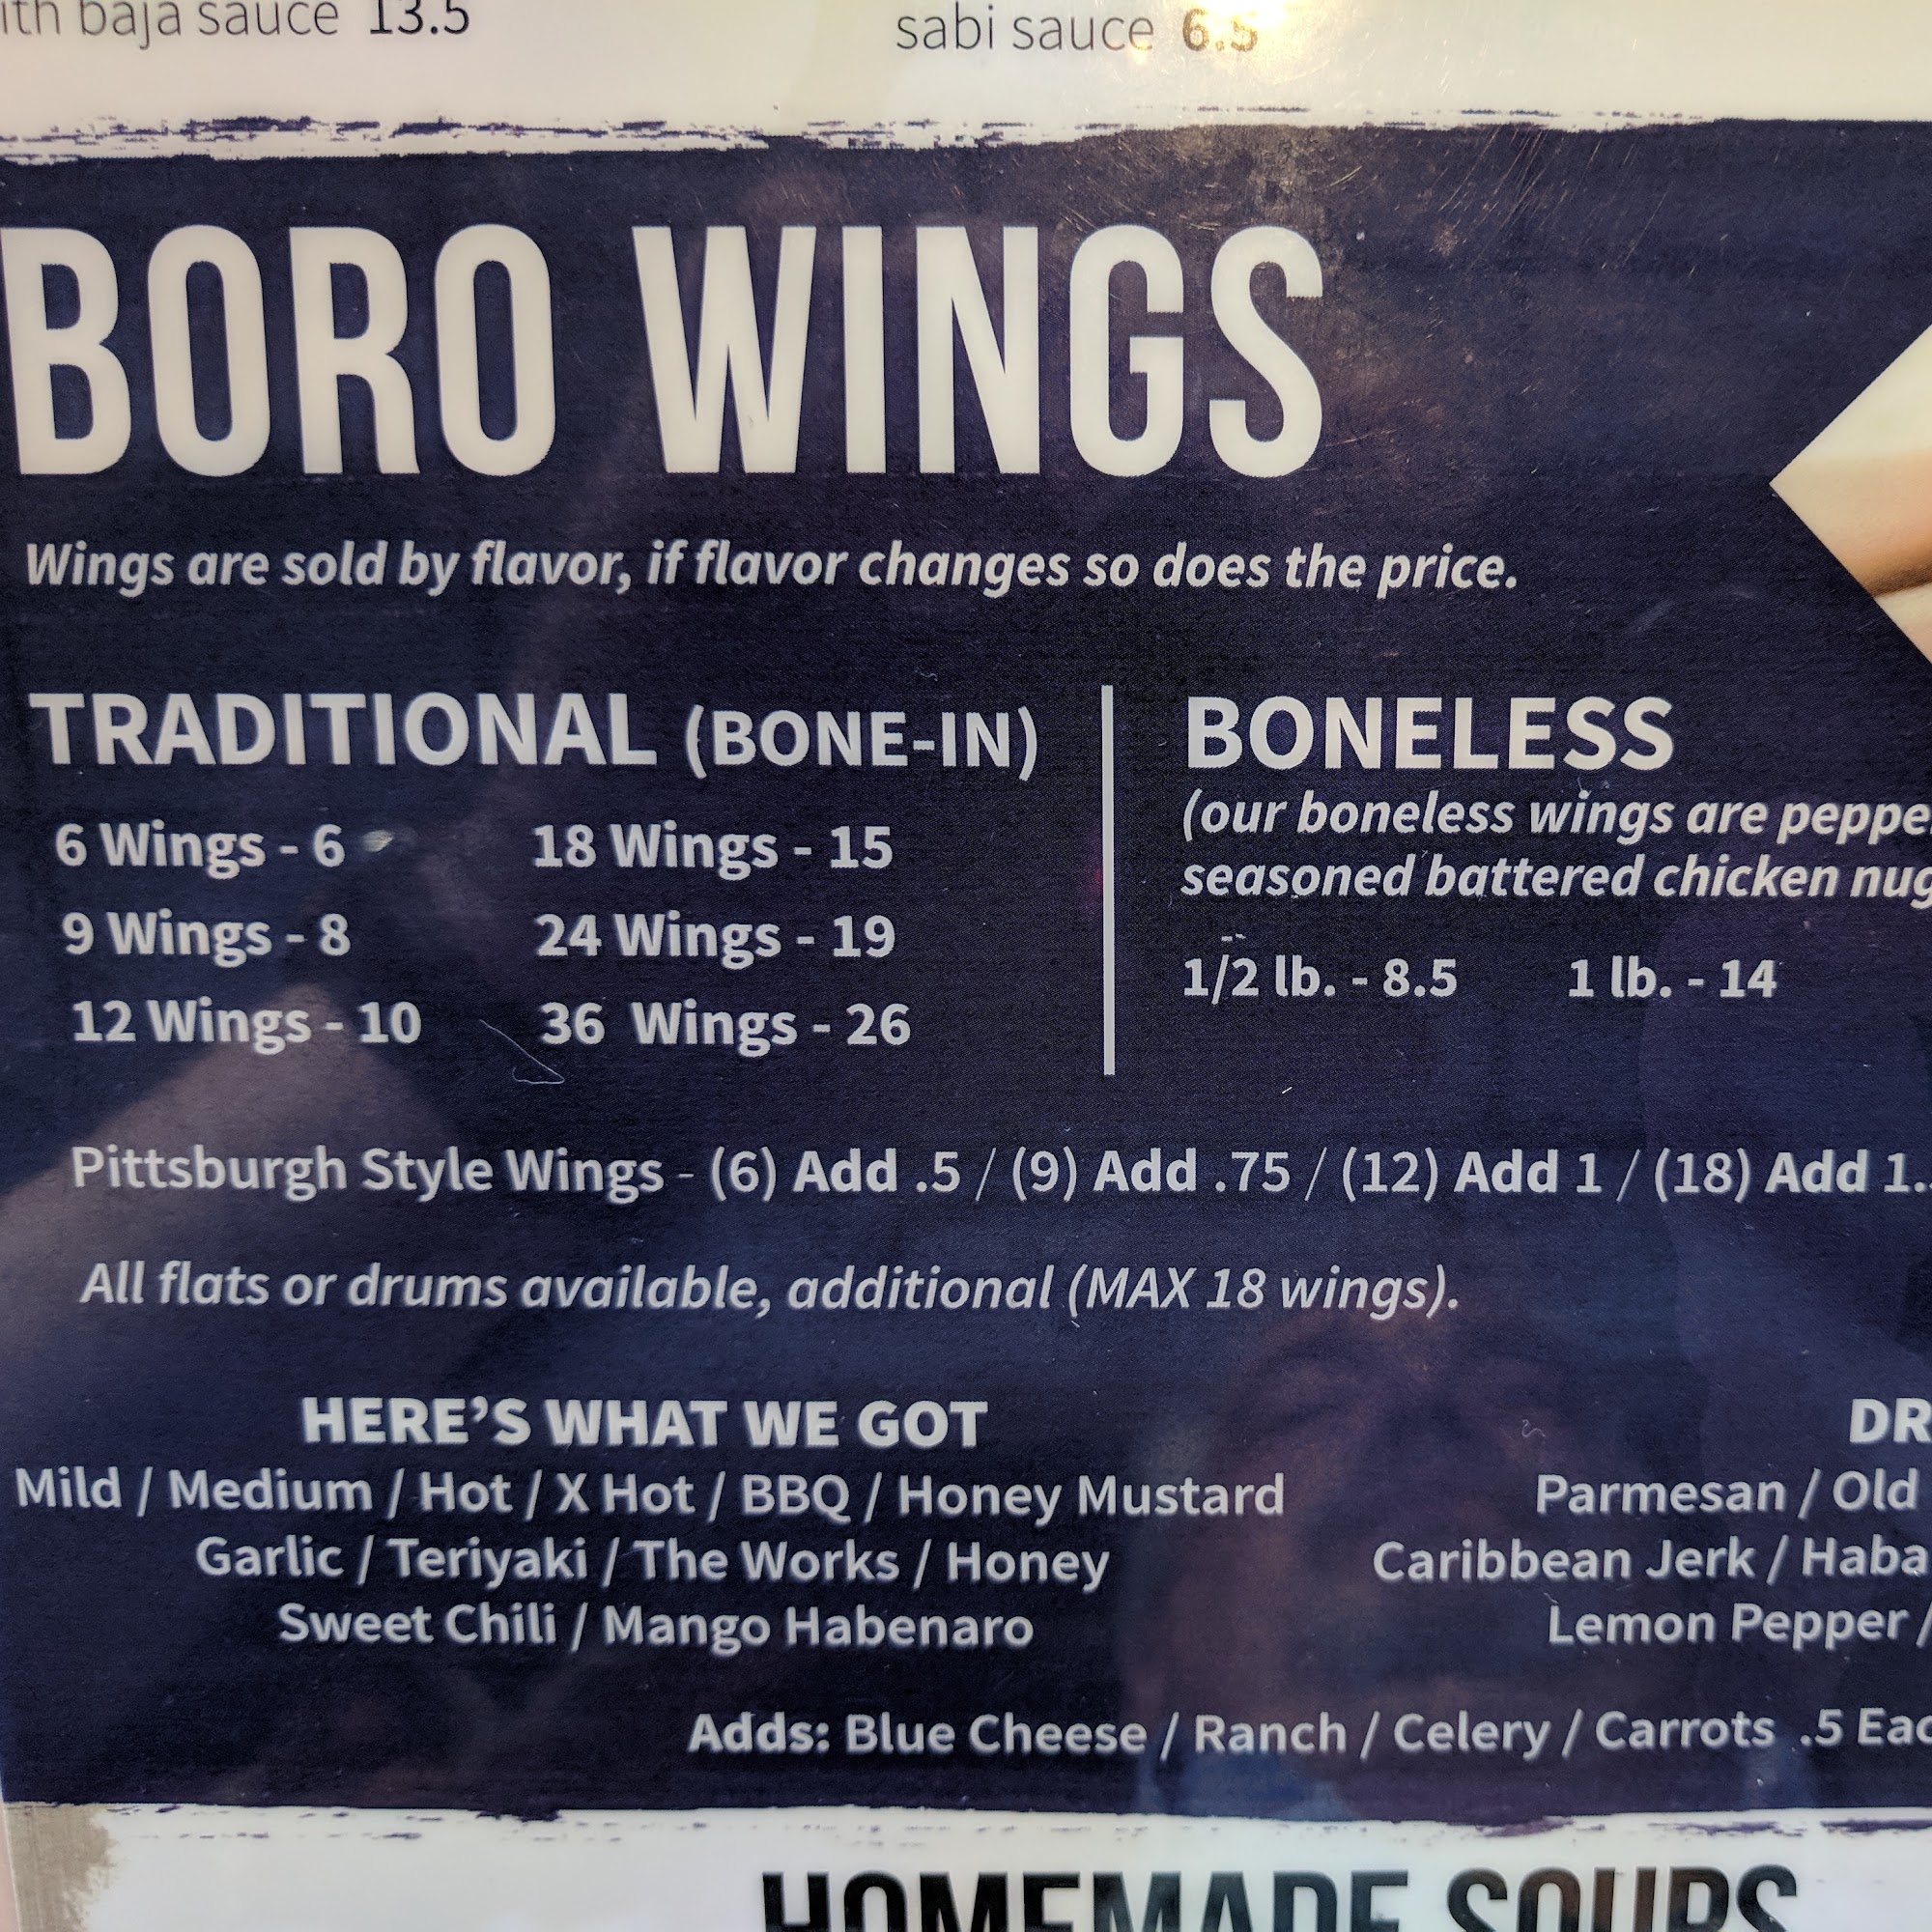 ith baja sauce 13.5
sabi sauce 6.5
BORO WINGS
Wings are sold by flavor, if flavor changes so does the price.
TRADITIONAL (BONE-IN)
6 Wings - 6
18 Wings - 15
9 Wings - 8
24 Wings - 19
12 Wings - 10
36 Wings - 26
BONELESS
(our boneless wings are peppe
seasoned battered chicken nug
1/2 lb. - 8.5
1 lb. - 14
Pittsburgh Style Wings - (6) Add .5 / (9) Add .75 / (12) Add 1 / (18) Add 1.
All flats or drums available, additional (MAX 18 wings).
HERE'S WHAT WE GOT
Mild / Medium / Hot / X Hot / BBQ / Honey Mustard
Garlic / Teriyaki / The Works / Honey
Sweet Chili / Mango Habenaro
DR
Parmesan / Old
Caribbean Jerk / Haba
Lemon Pepper /
Adds: Blue Cheese / Ranch / Celery / Carrots .5 Eac
HOMEMADE SOUPS